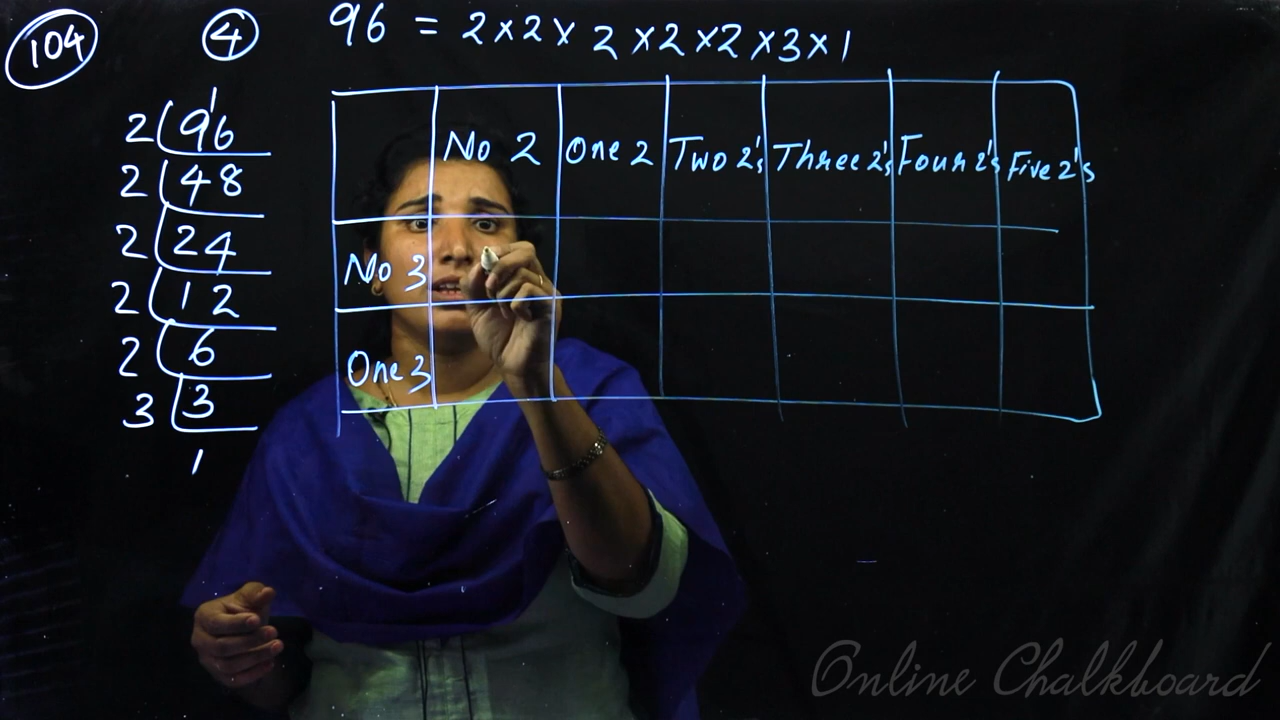 104
4
96 = 2×2× 2 ×2×2×3×1
1
2 96
2 48
2 24
2 12
2 6
3 3
1
No 2 One 2 Two 2's Three 2's Four 2's Five 2's
No 3
One 3
Online Chalkboard